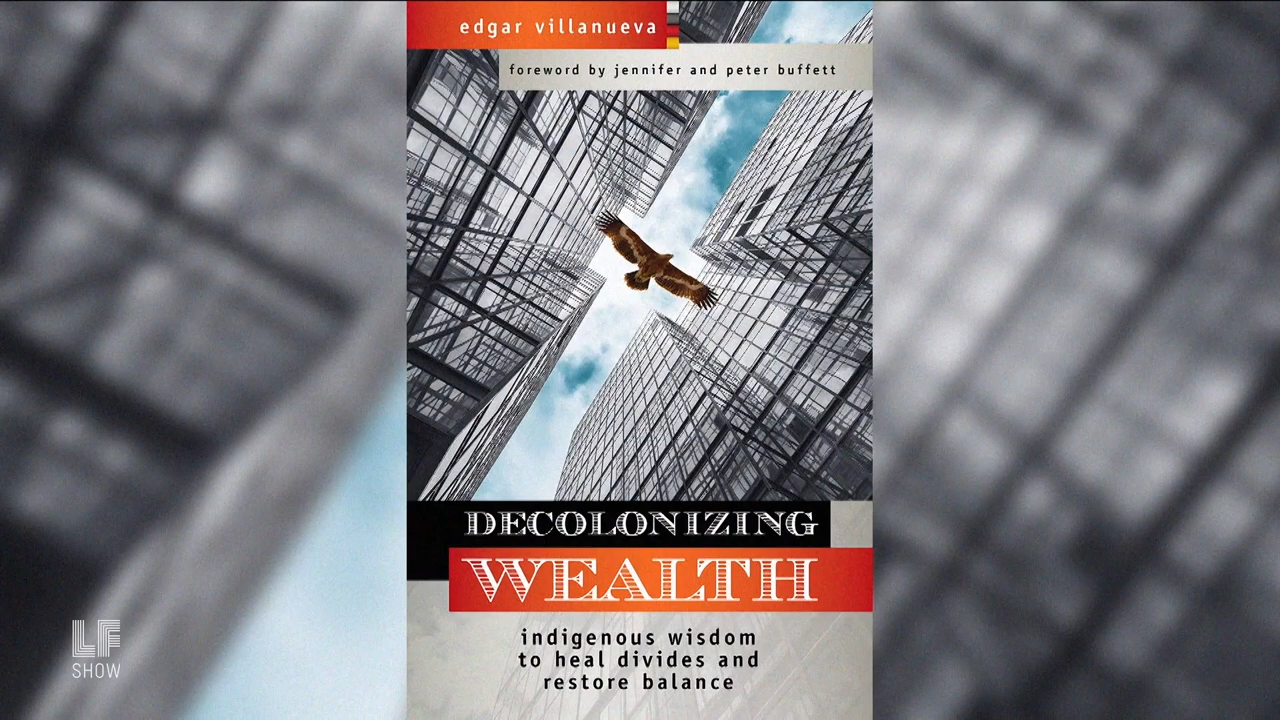 edgar villanueva
foreword by jennifer and peter buffett
DECOLONIZING
WEALTH
indigenous wisdom
to heal divides and
restore balance
LF
SHOW